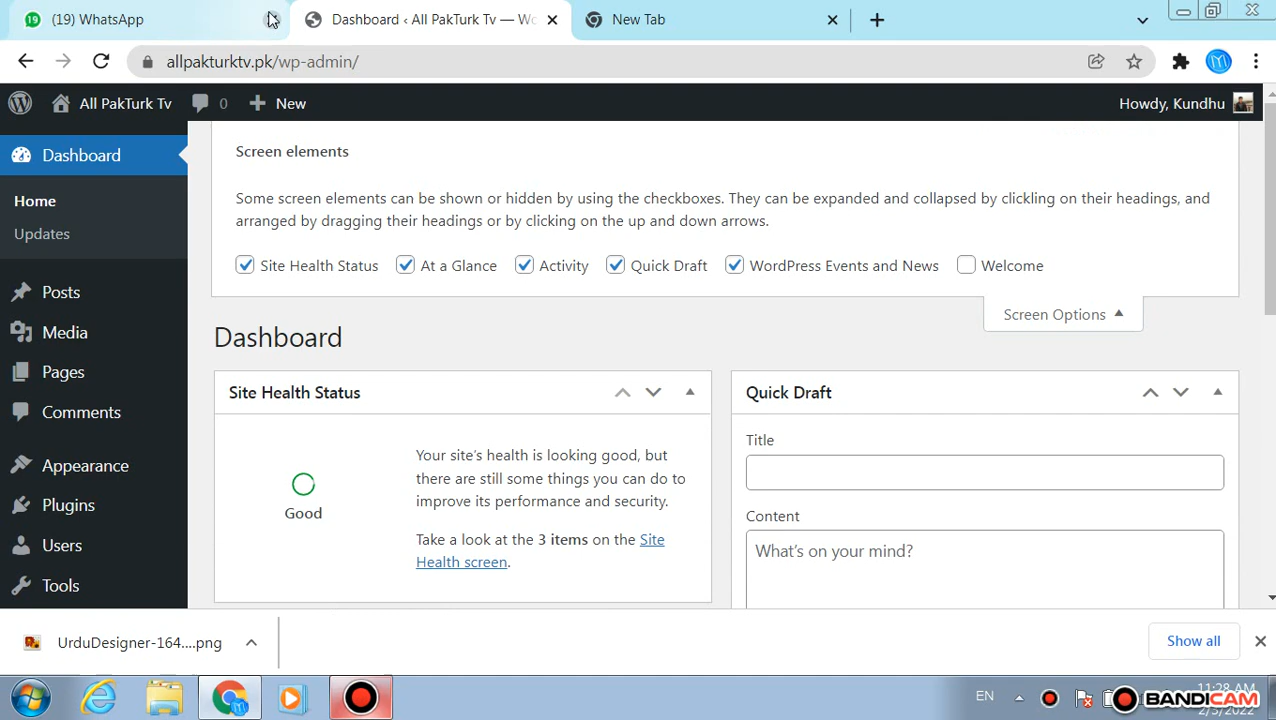 (19) WhatsApp
Dashboard ‹ All PakTurk Tv — Wo
New Tab
allpakturktv.pk/wp-admin/
All PakTurk Tv
0
New
Howdy, Kundhu
Dashboard
Home
Updates
Posts
Media
Pages
Comments
Appearance
Plugins
Users
Tools
Screen elements
Some screen elements can be shown or hidden by using the checkboxes. They can be expanded and collapsed by clickling on their headings, and
arranged by dragging their headings or by clicking on the up and down arrows.
Site Health Status At a Glance Activity Quick Draft WordPress Events and News Welcome
Screen Options
Dashboard
Site Health Status
Good
Your site's health is looking good, but
there are still some things you can do to
improve its performance and security.
Take a look at the 3 items on the Site
Health screen.
Quick Draft
Title
Content
What's on your mind?
UrduDesigner-164....png
Show all
EN
11:28 AM
BANDICAM